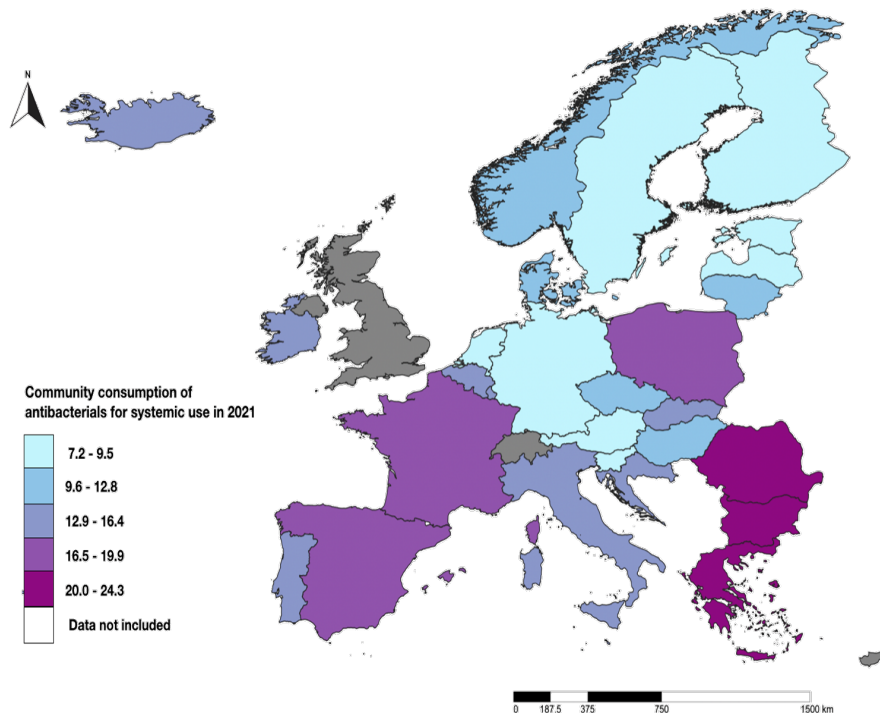 N
Community consumption of
antibacterials for systemic use in 2021
7.2 - 9.5
9.6 - 12.8
12.9 - 16.4
16.5 - 19.9
20.0 - 24.3
Data not included
0 187.5 375 750 1500 km